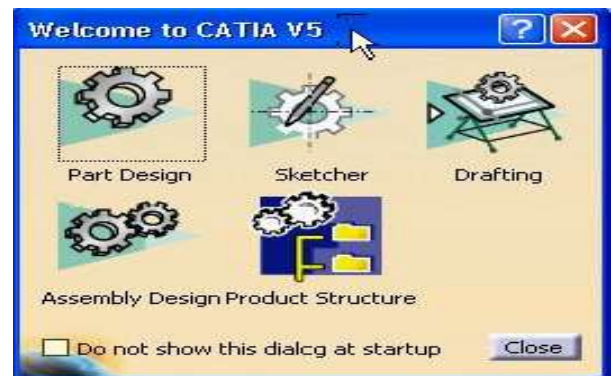 Welcome to CATIA V5
Part Design Sketcher Drafting
Assembly Design Product Structure
Do not show this dialog at startup Close